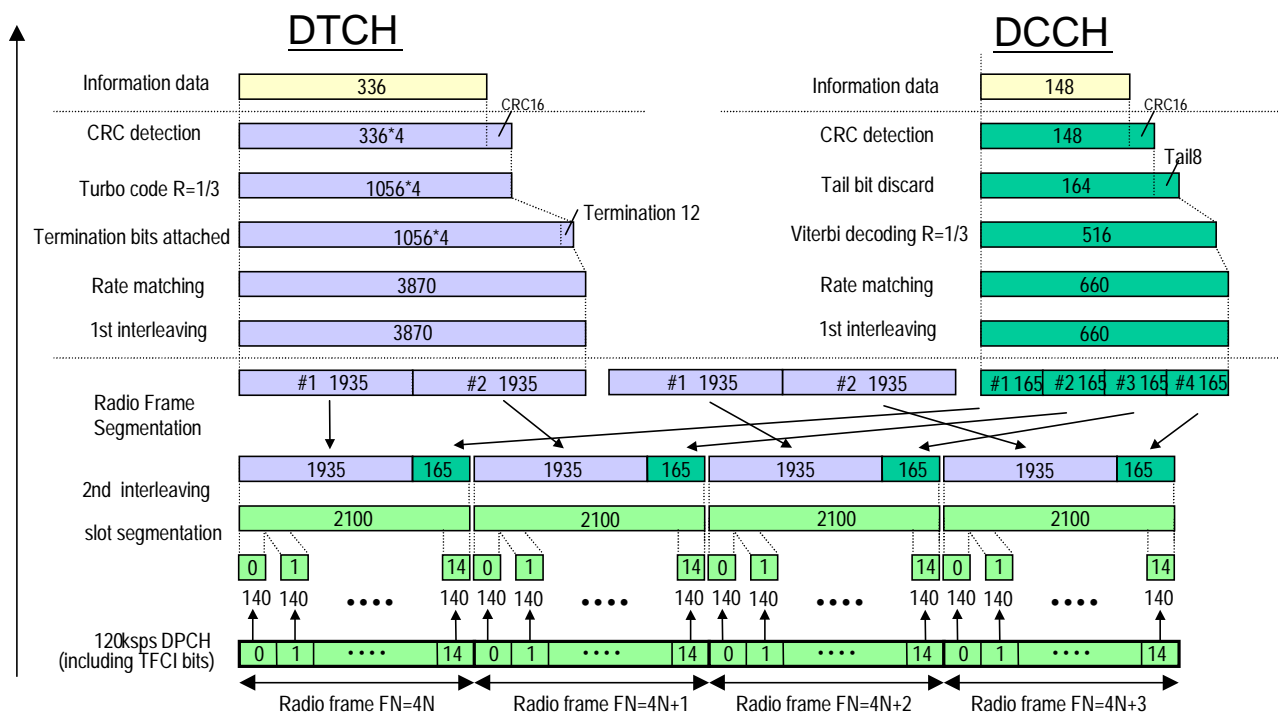 DTCH DCCH
Information data 336 Information data 148
CRC16 CRC16
CRC detection 336*4 CRC detection 148
Tail8
Turbo code R=1/3 1056*4 Tail bit discard 164
Termination 12
Termination bits attached 1056*4 Viterbi decoding R=1/3 516
Rate matching 3870 Rate matching 660
1st interleaving 3870 1st interleaving 660
#1 1935 #2 1935 #1 1935 #2 1935 #1 165 #2 165 #3 165 #4 165
Radio Frame
Segmentation
1935 165 1935 165 1935 165 1935 165
2nd interleaving
2100 2100 2100 2100
slot segmentation
0 1 14 0 1 14 0 1 14 0 1 14
140 140 •••• 140 140 140 •••• 140 140 140 •••• 140 140 140 •••• 140
120ksps DPCH
(including TFCI bits)
0 1 •••• 14 0 1 •••• 14 0 1 •••• 14 0 1 •••• 14
Radio frame FN=4N Radio frame FN=4N+1 Radio frame FN=4N+2 Radio frame FN=4N+3